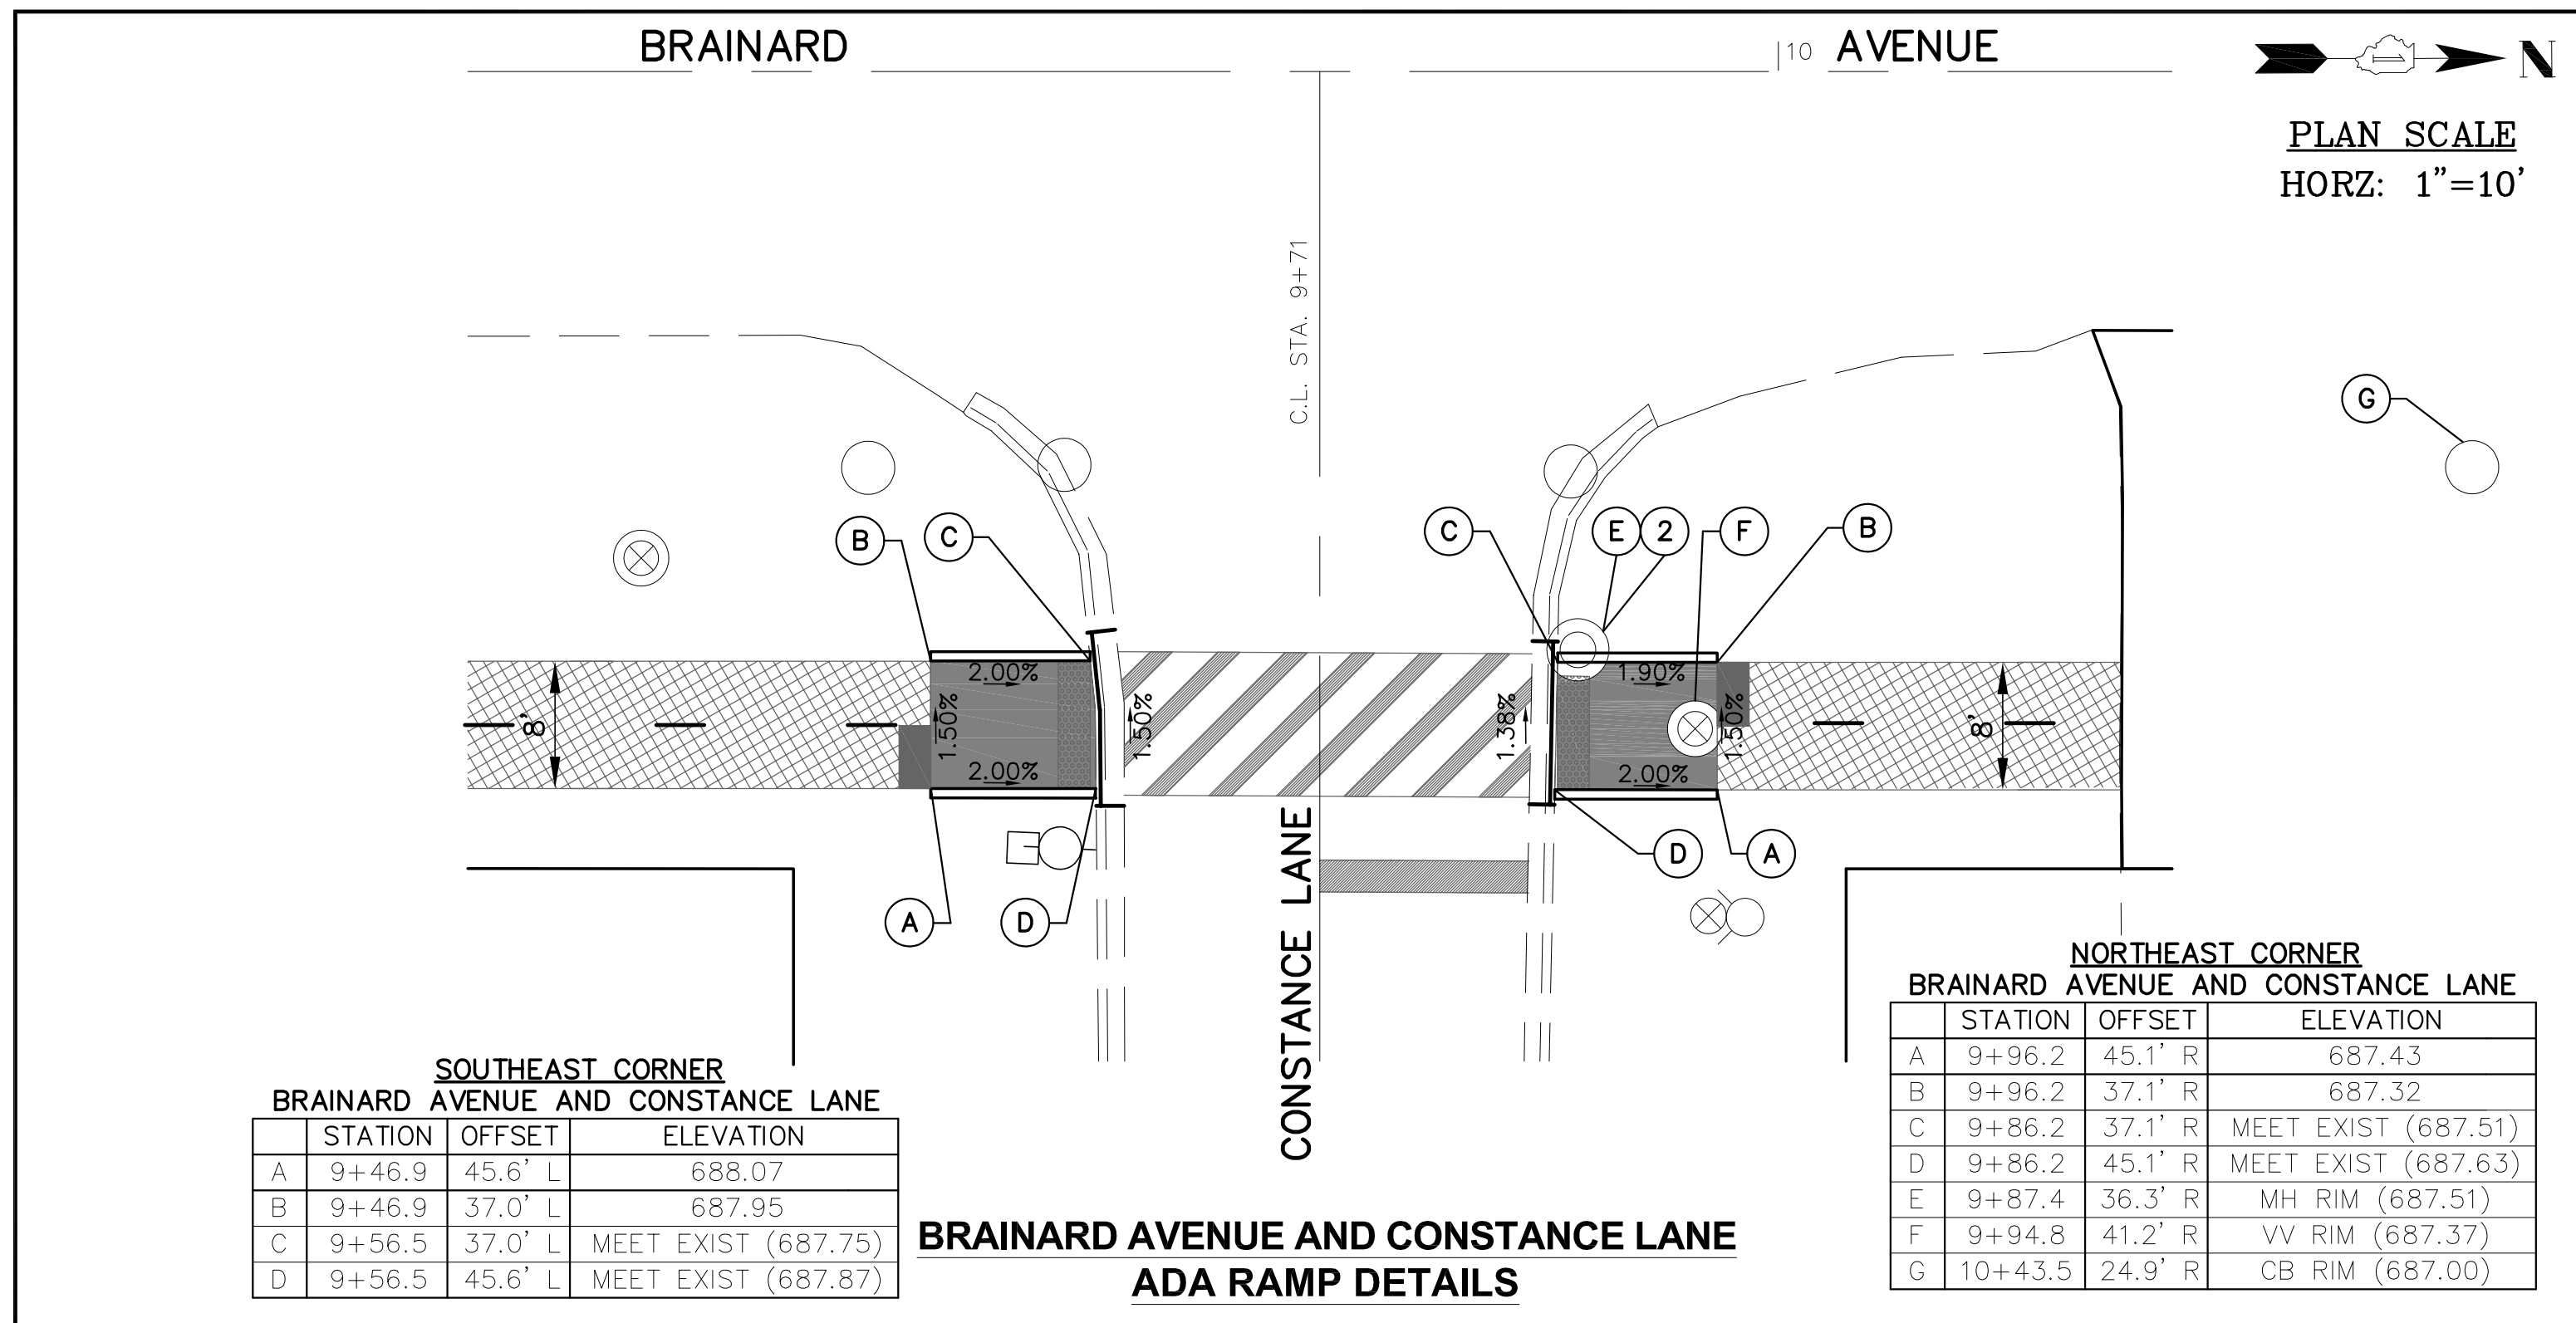 BRAINARD
10 AVENUE
N
PLAN SCALE
HORZ: 1"=10'
C.L. STA. 9+71
G
B
C
C
E
2
F
B
2.00%
1.90%
8'
1.50%
1.50%
1.38%
1.50%
8'
2.00%
2.00%
D
A
A
D
CONSTANCE LANE
SOUTHEAST CORNER
BRAINARD AVENUE AND CONSTANCE LANE
STATION OFFSET ELEVATION
A 9+46.9 45.6' L 688.07
B 9+46.9 37.0' L 687.95
C 9+56.5 37.0' L MEET EXIST (687.75)
D 9+56.5 45.6' L MEET EXIST (687.87)
NORTHEAST CORNER
BRAINARD AVENUE AND CONSTANCE LANE
STATION OFFSET ELEVATION
A 9+96.2 45.1' R 687.43
B 9+96.2 37.1' R 687.32
C 9+86.2 37.1' R MEET EXIST (687.51)
D 9+86.2 45.1' R MEET EXIST (687.63)
E 9+87.4 36.3' R MH RIM (687.51)
F 9+94.8 41.2' R VV RIM (687.37)
G 10+43.5 24.9' R CB RIM (687.00)
BRAINARD AVENUE AND CONSTANCE LANE
ADA RAMP DETAILS